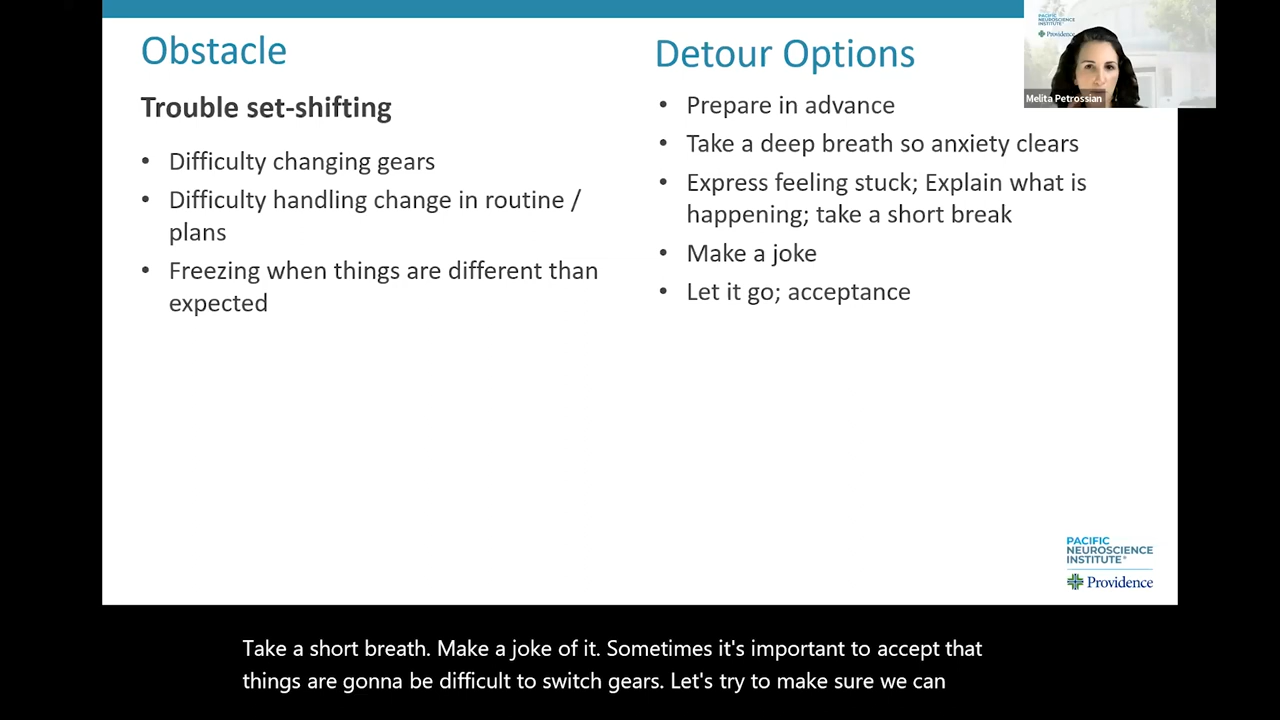 Obstacle
Trouble set-shifting
• Difficulty changing gears
• Difficulty handling change in routine /
plans
• Freezing when things are different than
expected
Detour Options
• Prepare in advance
• Take a deep breath so anxiety clears
• Express feeling stuck; Explain what is
happening; take a short break
• Make a joke
• Let it go; acceptance
PACIFIC
NEUROSCIENCE
INSTITUTE®
Providence
Melita Petrossian
PACIFIC
NEUROSCIENCE
INSTITUTE®
Providence
Take a short breath. Make a joke of it. Sometimes it's important to accept that
things are gonna be difficult to switch gears. Let's try to make sure we can